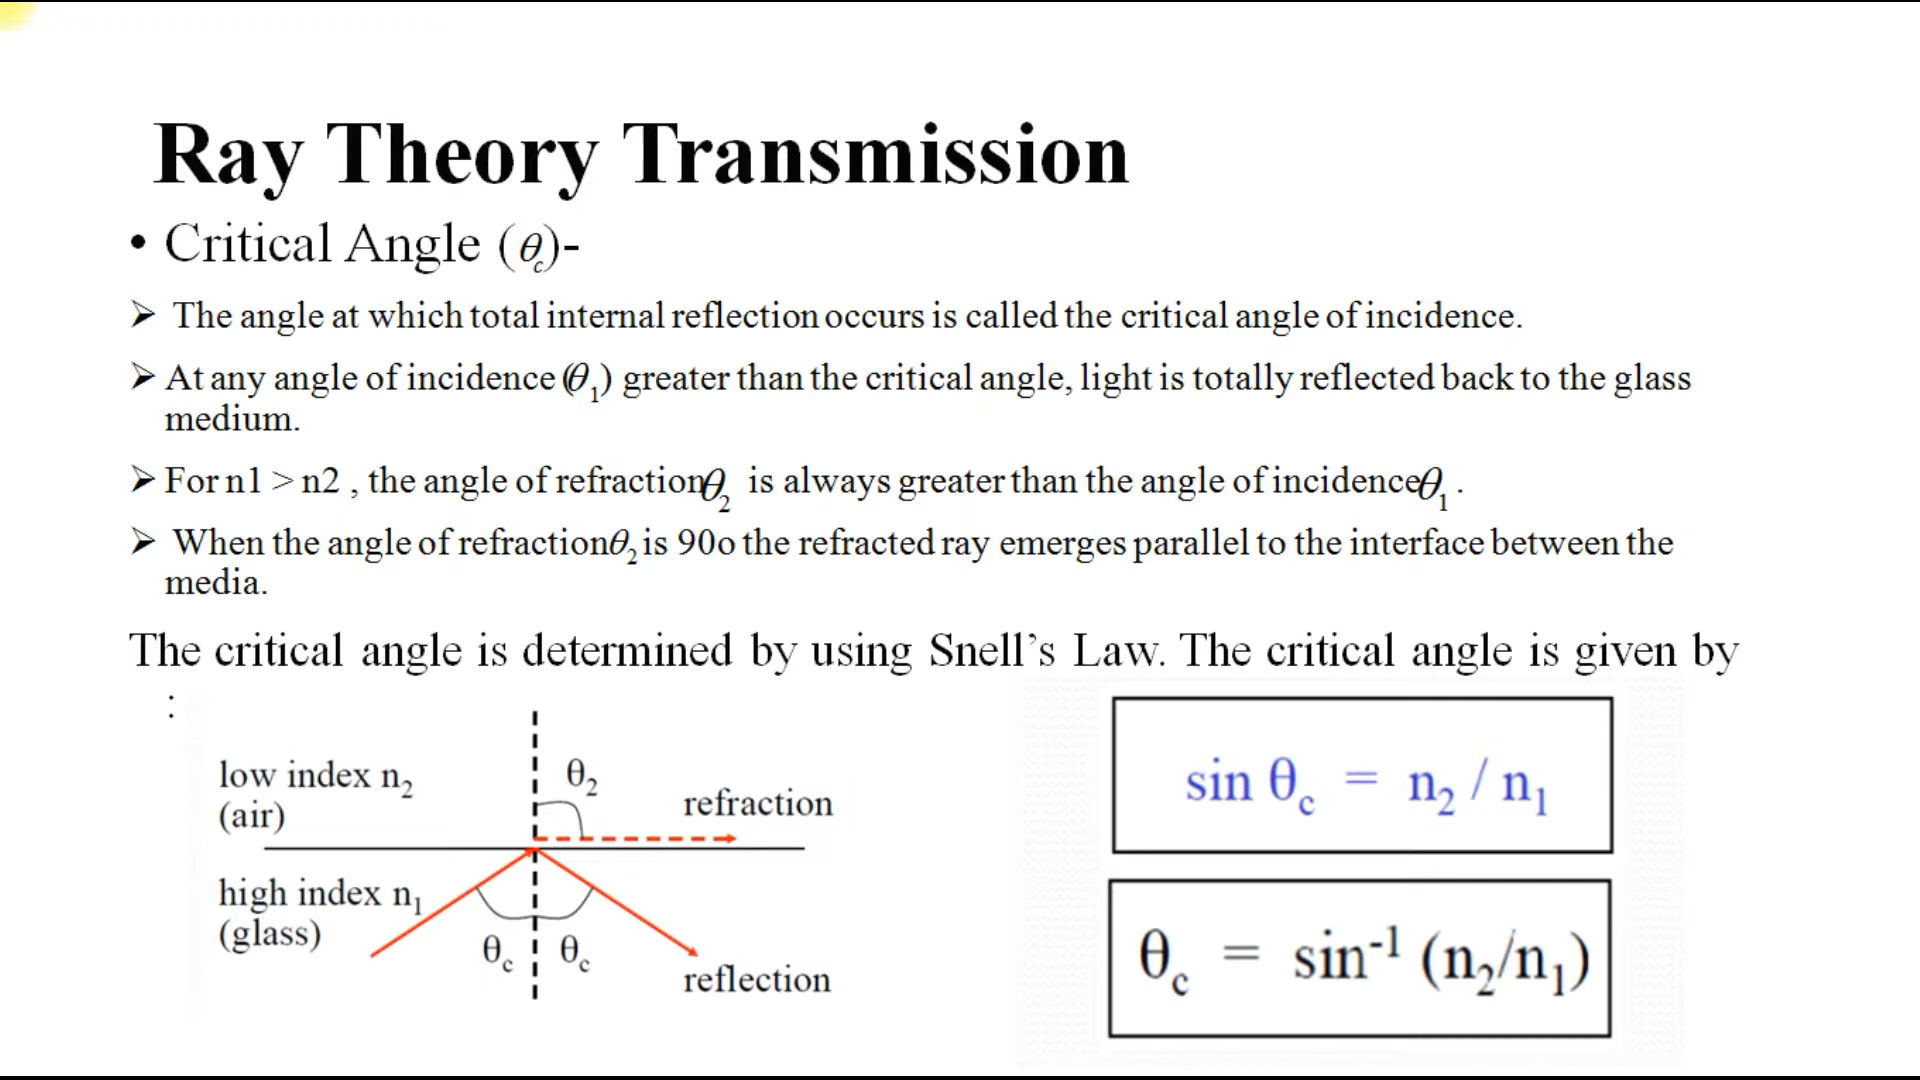 Ray Theory Transmission
• Critical Angle (θc)-
➢ The angle at which total internal reflection occurs is called the critical angle of incidence.
➢ At any angle of incidence (θ1) greater than the critical angle, light is totally reflected back to the glass
medium.
➢ For n1 > n2 , the angle of refraction θ2 is always greater than the angle of incidence θ1 .
➢ When the angle of refraction θ2 is 90o the refracted ray emerges parallel to the interface between the
media.
The critical angle is determined by using Snell’s Law. The critical angle is given by
:
low index n2
(air)
θ2
refraction
high index n1
(glass)
θc
θc
reflection
sin θc = n2 / n1
θc = sin-1 (n2/n1)